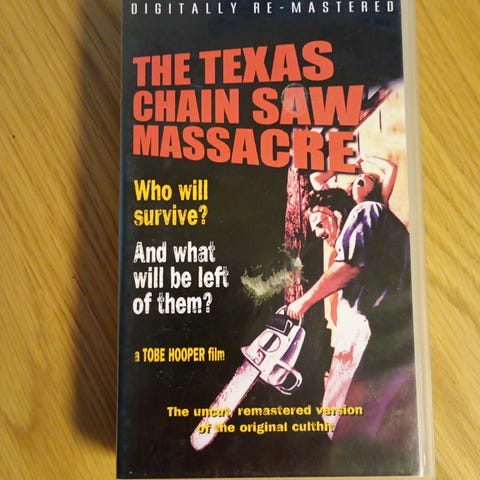 DIGITALLY RE-MASTERED
THE TEXAS
CHAIN SAW
MASSACRE
Who will
survive?
And what
will be left
of them?
a TOBE HOOPER film
The uncut, remastered version
of the original culthit